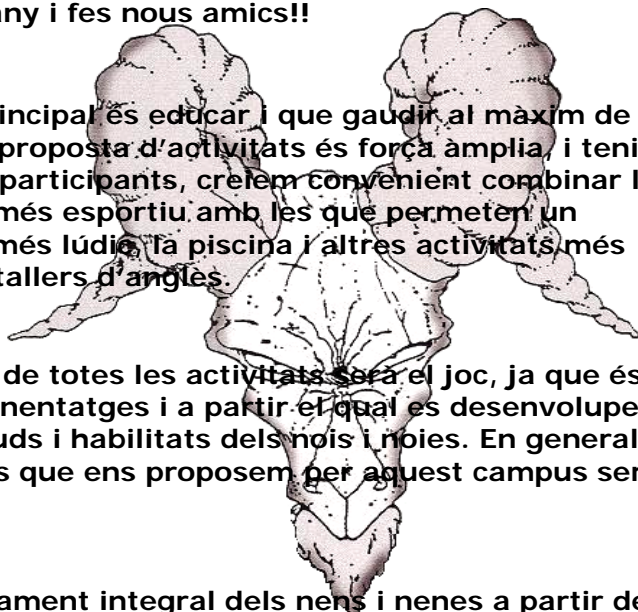 any i fes nous amics!!
incipal és educar i que gaudir al màxim de
proposta d'activitats és força àmplia, i teni
participants, creiem convenient combinar l
més esportiu amb les que permeten un
més lúdic, la piscina i altres activitats més
tallers d'anglès.
de totes les activitats serà el joc, ja que és
nentatges i a partir el qual es desenvolupe
uds i habilitats dels nois i noies. En general
s que ens proposem per aquest campus ser
ament integral dels nens i nenes a partir de